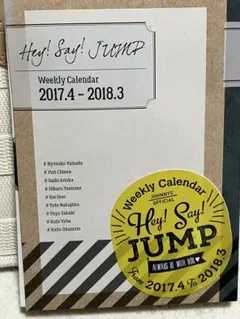 Hey! Say! JUMP
Weekly Calendar
2017.4 – 2018.3
# Ryosuke Yamada
# Yuri Chinen
# Daiki Arioka
# Hikaru Yaotome
# Kei Inoo
# Yuto Nakajima
# Yuya Takaki
# Kota Yabu
# Keito Okamoto
Weekly Calendar
JOHNNYS'
OFFICIAL
Hey! Say!
JUMP
ALWAYS BE WITH YOU
From 2017.4 To 2018.3